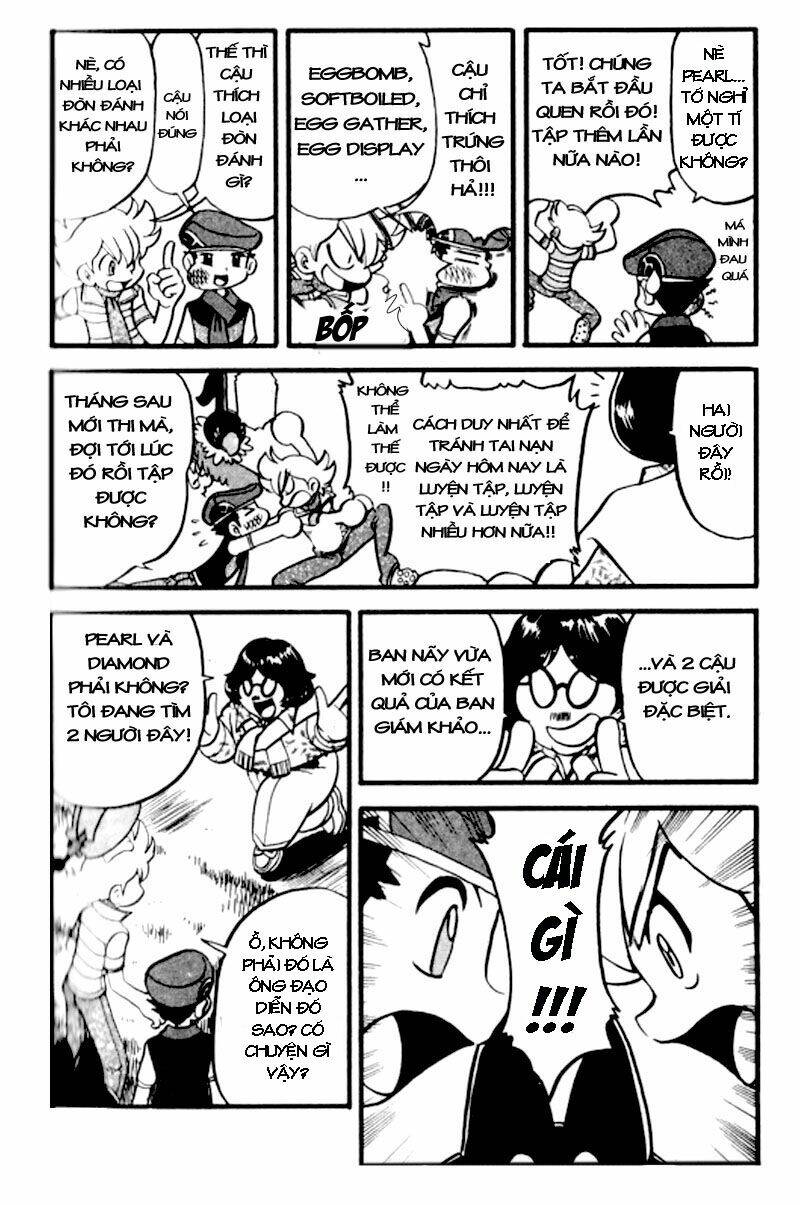 NÈ, CÓ
NHIỀU LOẠI
ĐÒN ĐÁNH
KHÁC NHAU
PHẢI
KHÔNG?
CẬU
NÓI
ĐÚNG
THẾ THÌ
CẬU
THÍCH
LOẠI
ĐÒN
ĐÁNH
GÌ?
EGGBOMB,
SOFTBOILED,
EGG GATHER,
EGG DISPLAY
...
CẬU
CHỈ
THÍCH
TRỨNG
THÔI
HẢ!!!
BỐP
TỐT! CHÚNG
TA BẮT ĐẦU
QUEN RỒI ĐÓ!
TẬP THÊM LẦN
NỮA NÀO!
NÈ
PEARL...
TỚ NGHỈ
MỘT TÍ
ĐƯỢC
KHÔNG?
MÁ
MÌNH
ĐAU
QUÁ
THÁNG SAU
MỚI THI MÀ,
ĐỢI TỚI LÚC
ĐÓ RỒI TẬP
ĐƯỢC
KHÔNG?
KHÔNG
THỂ
LÀM
THẾ
ĐƯỢC
!!
CÁCH DUY NHẤT ĐỂ
TRÁNH TAI NẠN
NGÀY HÔM NAY LÀ
LUYỆN TẬP, LUYỆN
TẬP VÀ LUYỆN TẬP
NHIỀU HƠN NỮA!!
HAI
NGƯỜI
ĐÂY
RỒI!
PEARL VÀ
DIAMOND
PHẢI KHÔNG?
TÔI ĐANG TÌM
2 NGƯỜI ĐÂY!
Ồ, KHÔNG
PHẢI ĐÓ LÀ
ÔNG ĐẠO
DIỄN ĐÓ
SAO? CÓ
CHUYỆN GÌ
VẬY?
BAN NÃY VỪA
MỚI CÓ KẾT
QUẢ CỦA BAN
GIÁM KHẢO...
...VÀ 2 CẬU
ĐƯỢC GIẢI
ĐẶC BIỆT.
CÁI
GÌ
!!!